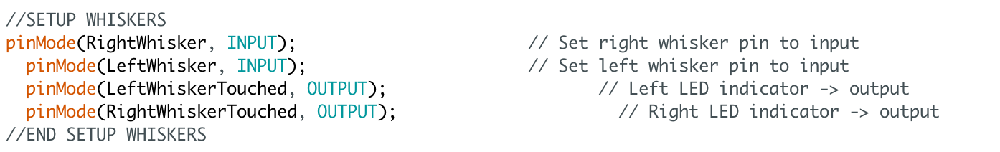 //SETUP WHISKERS
pinMode(RightWhisker, INPUT); // Set right whisker pin to input
pinMode(LeftWhisker, INPUT); // Set left whisker pin to input
pinMode(LeftWhiskerTouched, OUTPUT); // Left LED indicator -> output
pinMode(RightWhiskerTouched, OUTPUT); // Right LED indicator -> output
//END SETUP WHISKERS